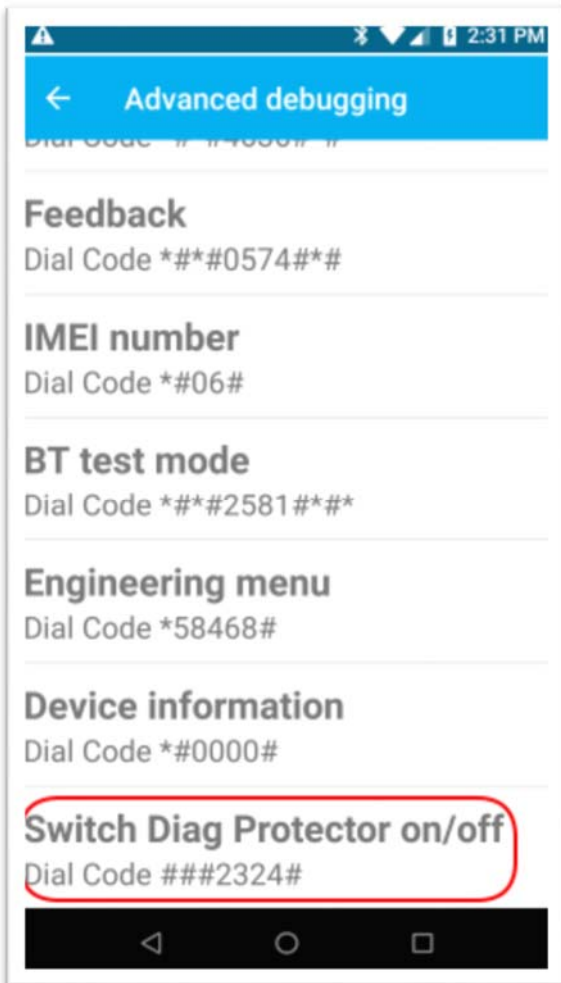 2:31 PM
Advanced debugging
Feedback
Dial Code *#*#0574#*#
IMEI number
Dial Code *#06#
BT test mode
Dial Code *#*#2581#*#*
Engineering menu
Dial Code *58468#
Device information
Dial Code *#0000#
Switch Diag Protector on/off
Dial Code ###2324#